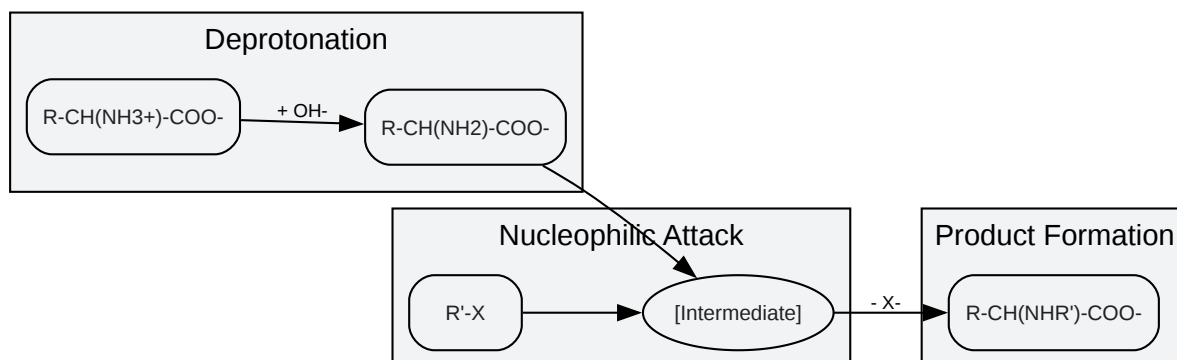 Deprotonation
R-CH(NH3+)-COO-
+ OH-
R-CH(NH2)-COO-
Nucleophilic Attack
R'-X
[Intermediate]
- X-
Product Formation
R-CH(NHR')-COO-